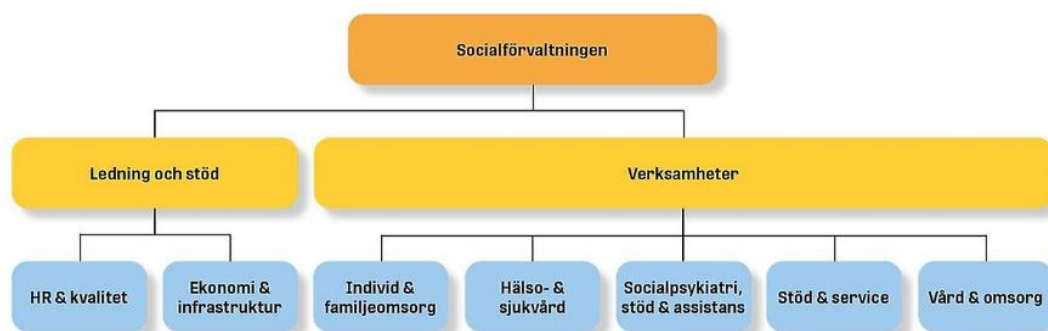 Socialförvaltningen
Ledning och stöd
Verksamheter
HR & kvalitet
Ekonomi &
infrastruktur
Individ &
familjeomsorg
Hälso- &
sjukvård
Socialpsykiatri,
stöd & assistans
Stöd & service
Vård & omsorg